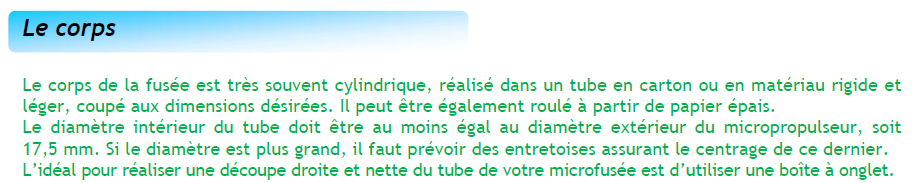 Le corps
Le corps de la fusée est très souvent cylindrique, réalisé dans un tube en carton ou en matériau rigide et
léger, coupé aux dimensions désirées. Il peut être également roulé à partir de papier épais.
Le diamètre intérieur du tube doit être au moins égal au diamètre extérieur du micropropulseur, soit
17,5 mm. Si le diamètre est plus grand, il faut prévoir des entretoises assurant le centrage de ce dernier.
L’idéal pour réaliser une découpe droite et nette du tube de votre microfusée est d’utiliser une boîte à onglet.